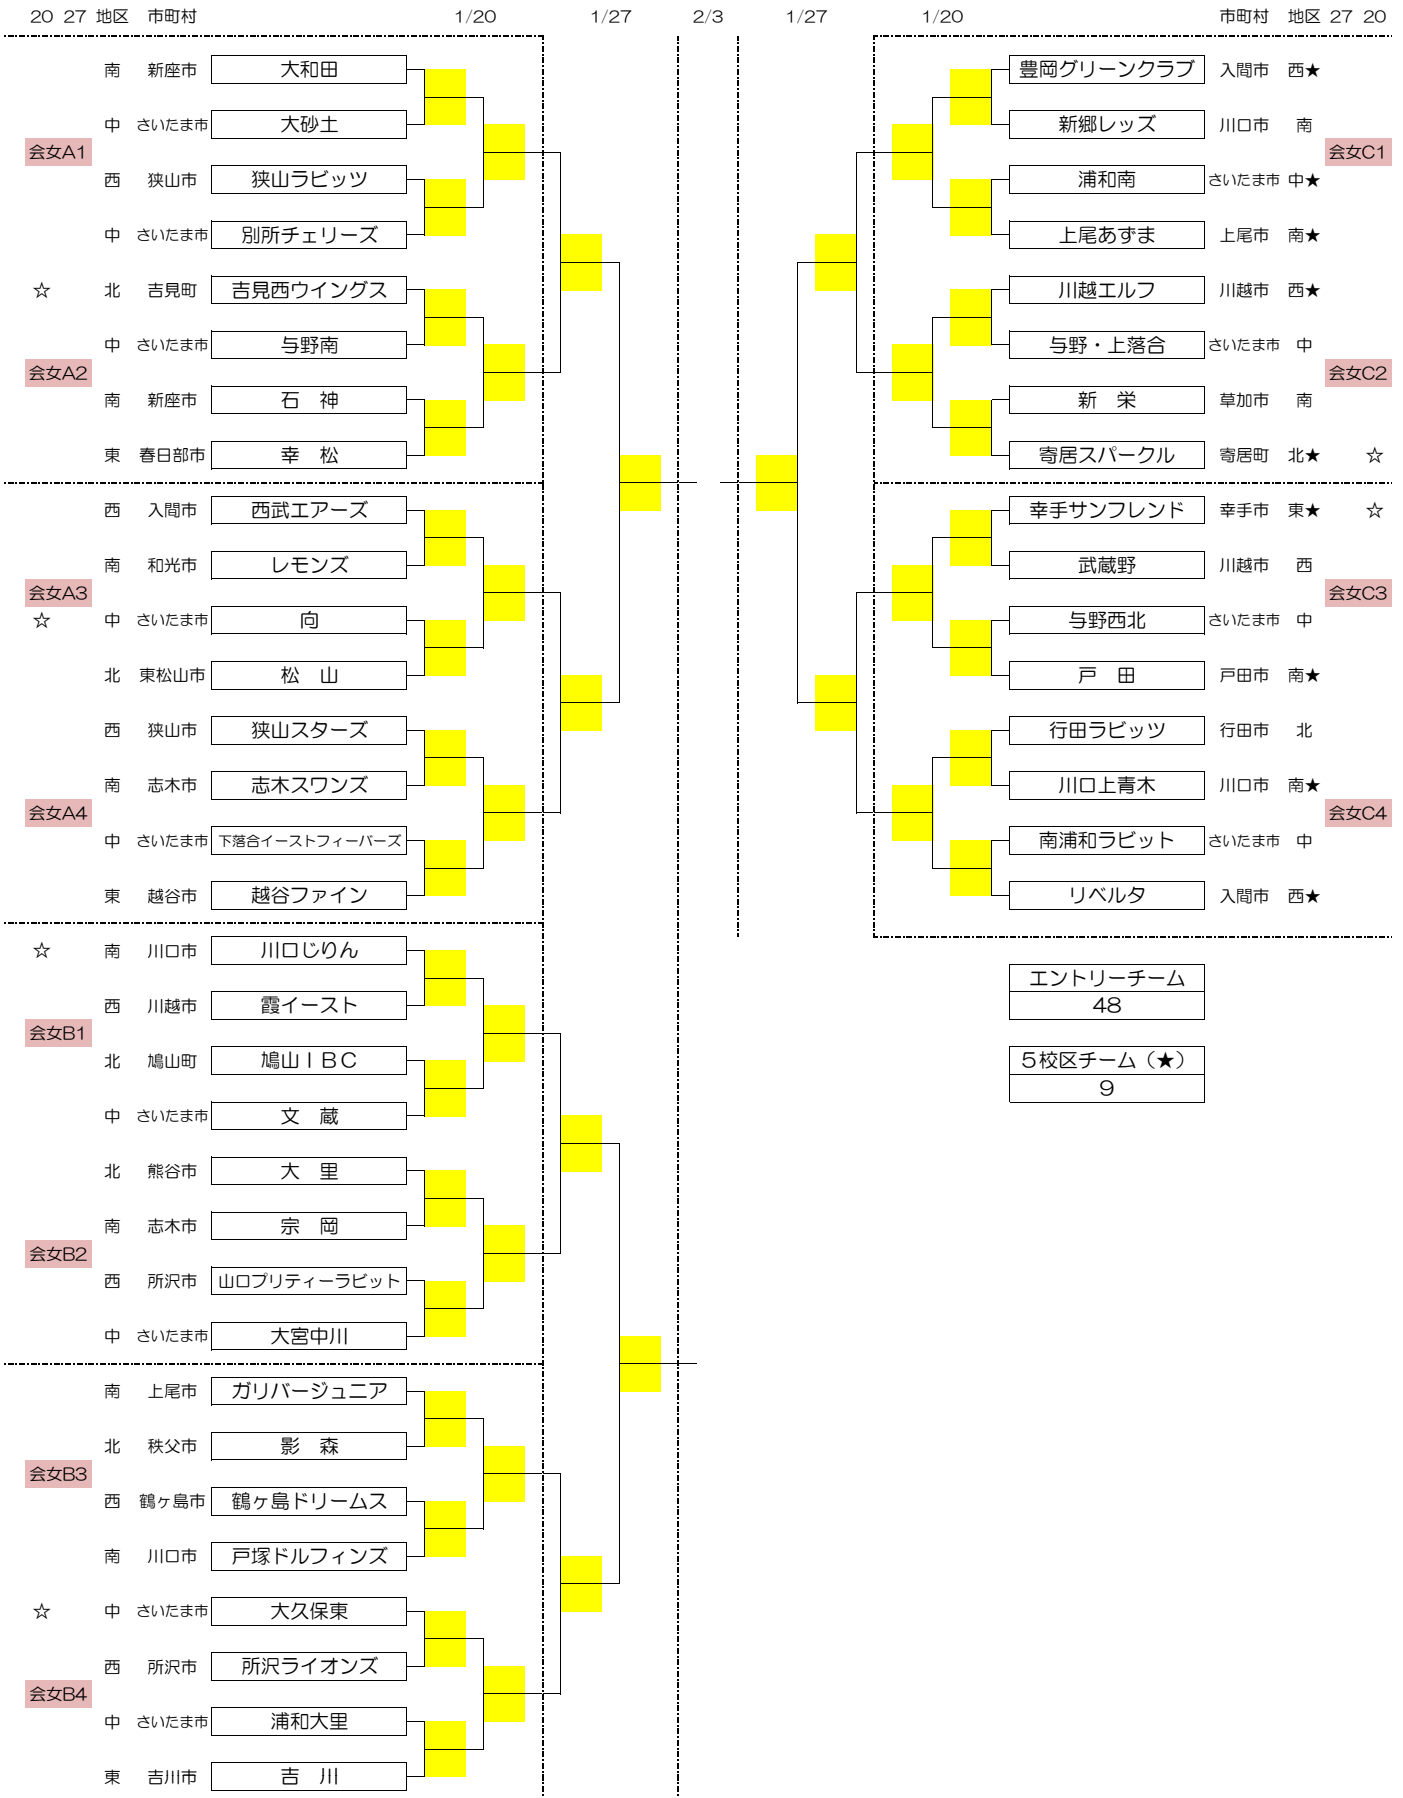 20 27 地区 市町村 1/20 1/27 2/3 1/27 1/20 市町村 地区 27 20
南 新座市 大和田
中 さいたま市 大砂土
会女A1
西 狭山市 狭山ラビッツ
中 さいたま市 別所チェリーズ
☆ 北 吉見町 吉見西ウイングス
中 さいたま市 与野南
会女A2
南 新座市 石 神
東 春日部市 幸 松
西 入間市 西武エアーズ
南 和光市 レモンズ
会女A3
☆ 中 さいたま市 向
北 東松山市 松 山
西 狭山市 狭山スターズ
南 志木市 志木スワンズ
会女A4
中 さいたま市 下落合イーストフィーバーズ
東 越谷市 越谷ファイン
☆ 南 川口市 川口じりん
西 川越市 霞イースト
会女B1
北 鳩山町 鳩山IBC
中 さいたま市 文 蔵
北 熊谷市 大 里
南 志木市 宗 岡
会女B2
西 所沢市 山口プリティーラビット
中 さいたま市 大宮中川
南 上尾市 ガリバージュニア
北 秩父市 影 森
会女B3
西 鶴ヶ島市 鶴ヶ島ドリームス
南 川口市 戸塚ドルフィンズ
☆ 中 さいたま市 大久保東
西 所沢市 所沢ライオンズ
会女B4
中 さいたま市 浦和大里
東 吉川市 吉 川
豊岡グリーンクラブ 入間市 西★
新郷レッズ 川口市 南
会女C1
浦和南 さいたま市 中★
上尾あずま 上尾市 南★
川越エルフ 川越市 西★
与野・上落合 さいたま市 中
会女C2
新 栄 草加市 南
寄居スパークル 寄居町 北★ ☆
幸手サンフレンド 幸手市 東★ ☆
武蔵野 川越市 西
会女C3
与野西北 さいたま市 中
戸 田 戸田市 南★
行田ラビッツ 行田市 北
川口上青木 川口市 南★
会女C4
南浦和ラビット さいたま市 中
リベルタ 入間市 西★
エントリーチーム
48
5校区チーム（★）
9